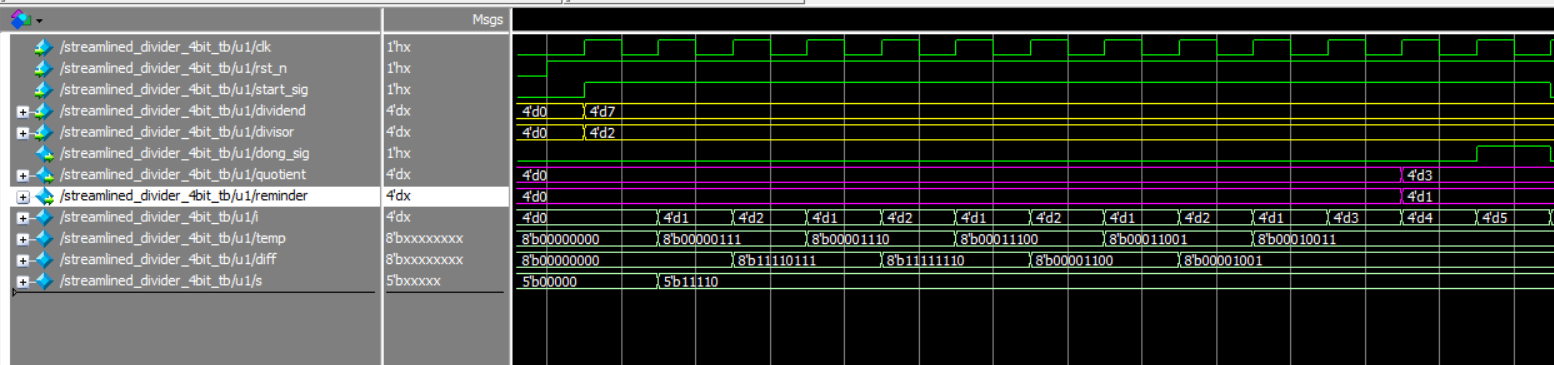 Msgs
/streamlined_divider_4bit_tb/u1/clk 1'hx
/streamlined_divider_4bit_tb/u1/rst_n 1'hx
/streamlined_divider_4bit_tb/u1/start_sig 1'hx
/streamlined_divider_4bit_tb/u1/dividend 4'dx 4'd0 4'd7
/streamlined_divider_4bit_tb/u1/divisor 4'dx 4'd0 4'd2
/streamlined_divider_4bit_tb/u1/dong_sig 1'hx
/streamlined_divider_4bit_tb/u1/quotient 4'dx 4'd0 4'd3
/streamlined_divider_4bit_tb/u1/reminder 4'dx 4'd0 4'd1
/streamlined_divider_4bit_tb/u1/i 4'dx 4'd0 4'd1 4'd2 4'd1 4'd2 4'd1 4'd2 4'd1 4'd2 4'd1 4'd3 4'd4 4'd5
/streamlined_divider_4bit_tb/u1/temp 8'bxxxxxxxx 8'b00000000 8'b00000111 8'b00001110 8'b00011100 8'b00011001 8'b00010011
/streamlined_divider_4bit_tb/u1/diff 8'bxxxxxxxx 8'b00000000 8'b11110111 8'b11111110 8'b00001100 8'b00001001
/streamlined_divider_4bit_tb/u1/s 5'bxxxxx 5'b00000 5'b11110